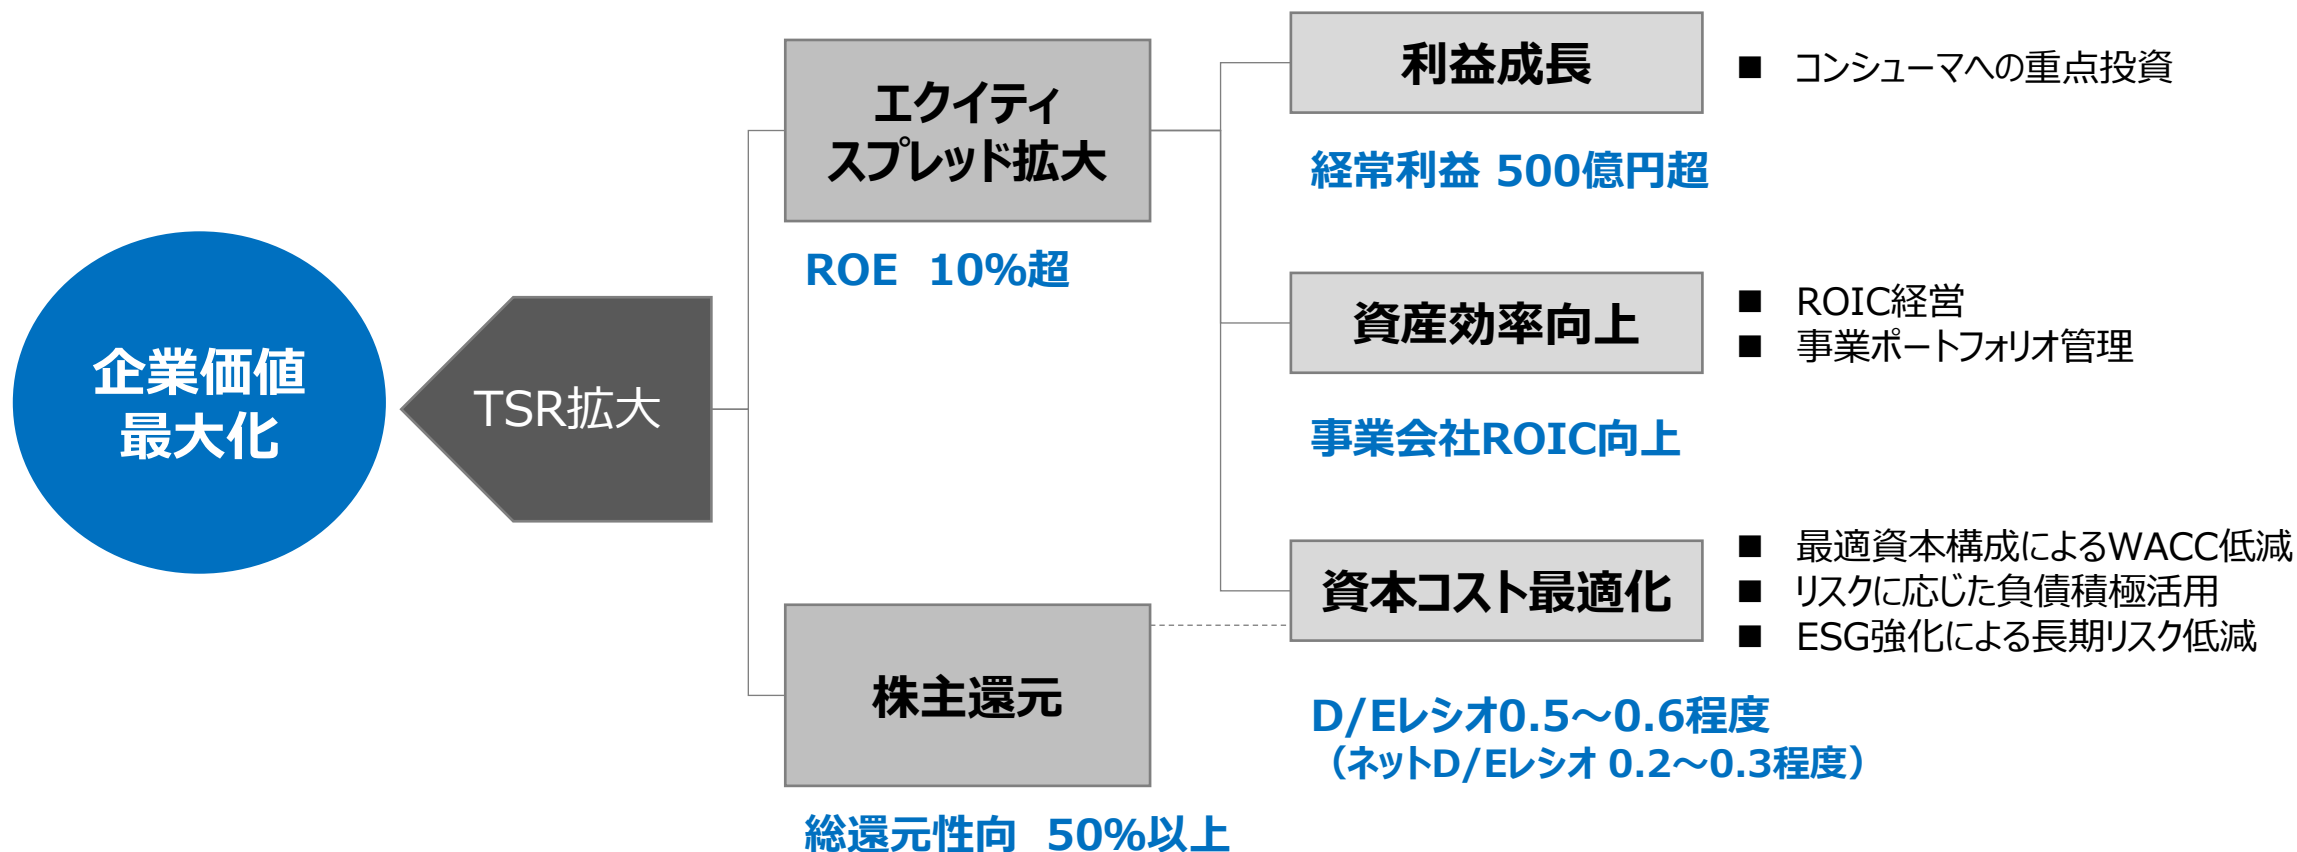 企業価値
最大化
TSR拡大
エクイティ
スプレッド拡大
ROE 10%超
株主還元
総還元性向 50%以上
利益成長
■ コンシューマへの重点投資
経常利益 500億円超
資産効率向上
■ ROIC経営
■ 事業ポートフォリオ管理
事業会社ROIC向上
資本コスト最適化
■ 最適資本構成によるWACC低減
■ リスクに応じた負債積極活用
■ ESG強化による長期リスク低減
D/Eレシオ0.5～0.6程度
（ネットD/Eレシオ 0.2～0.3程度）